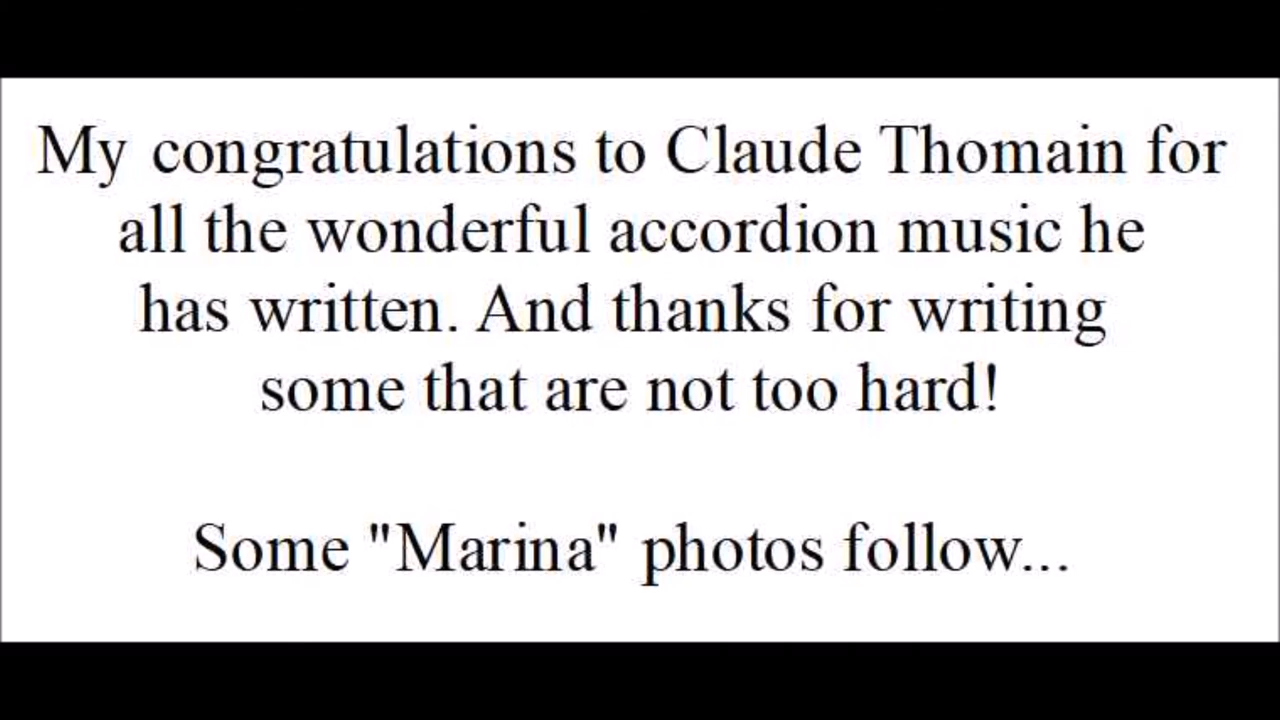 My congratulations to Claude Thomain for
all the wonderful accordion music he
has written. And thanks for writing
some that are not too hard!
Some "Marina" photos follow...